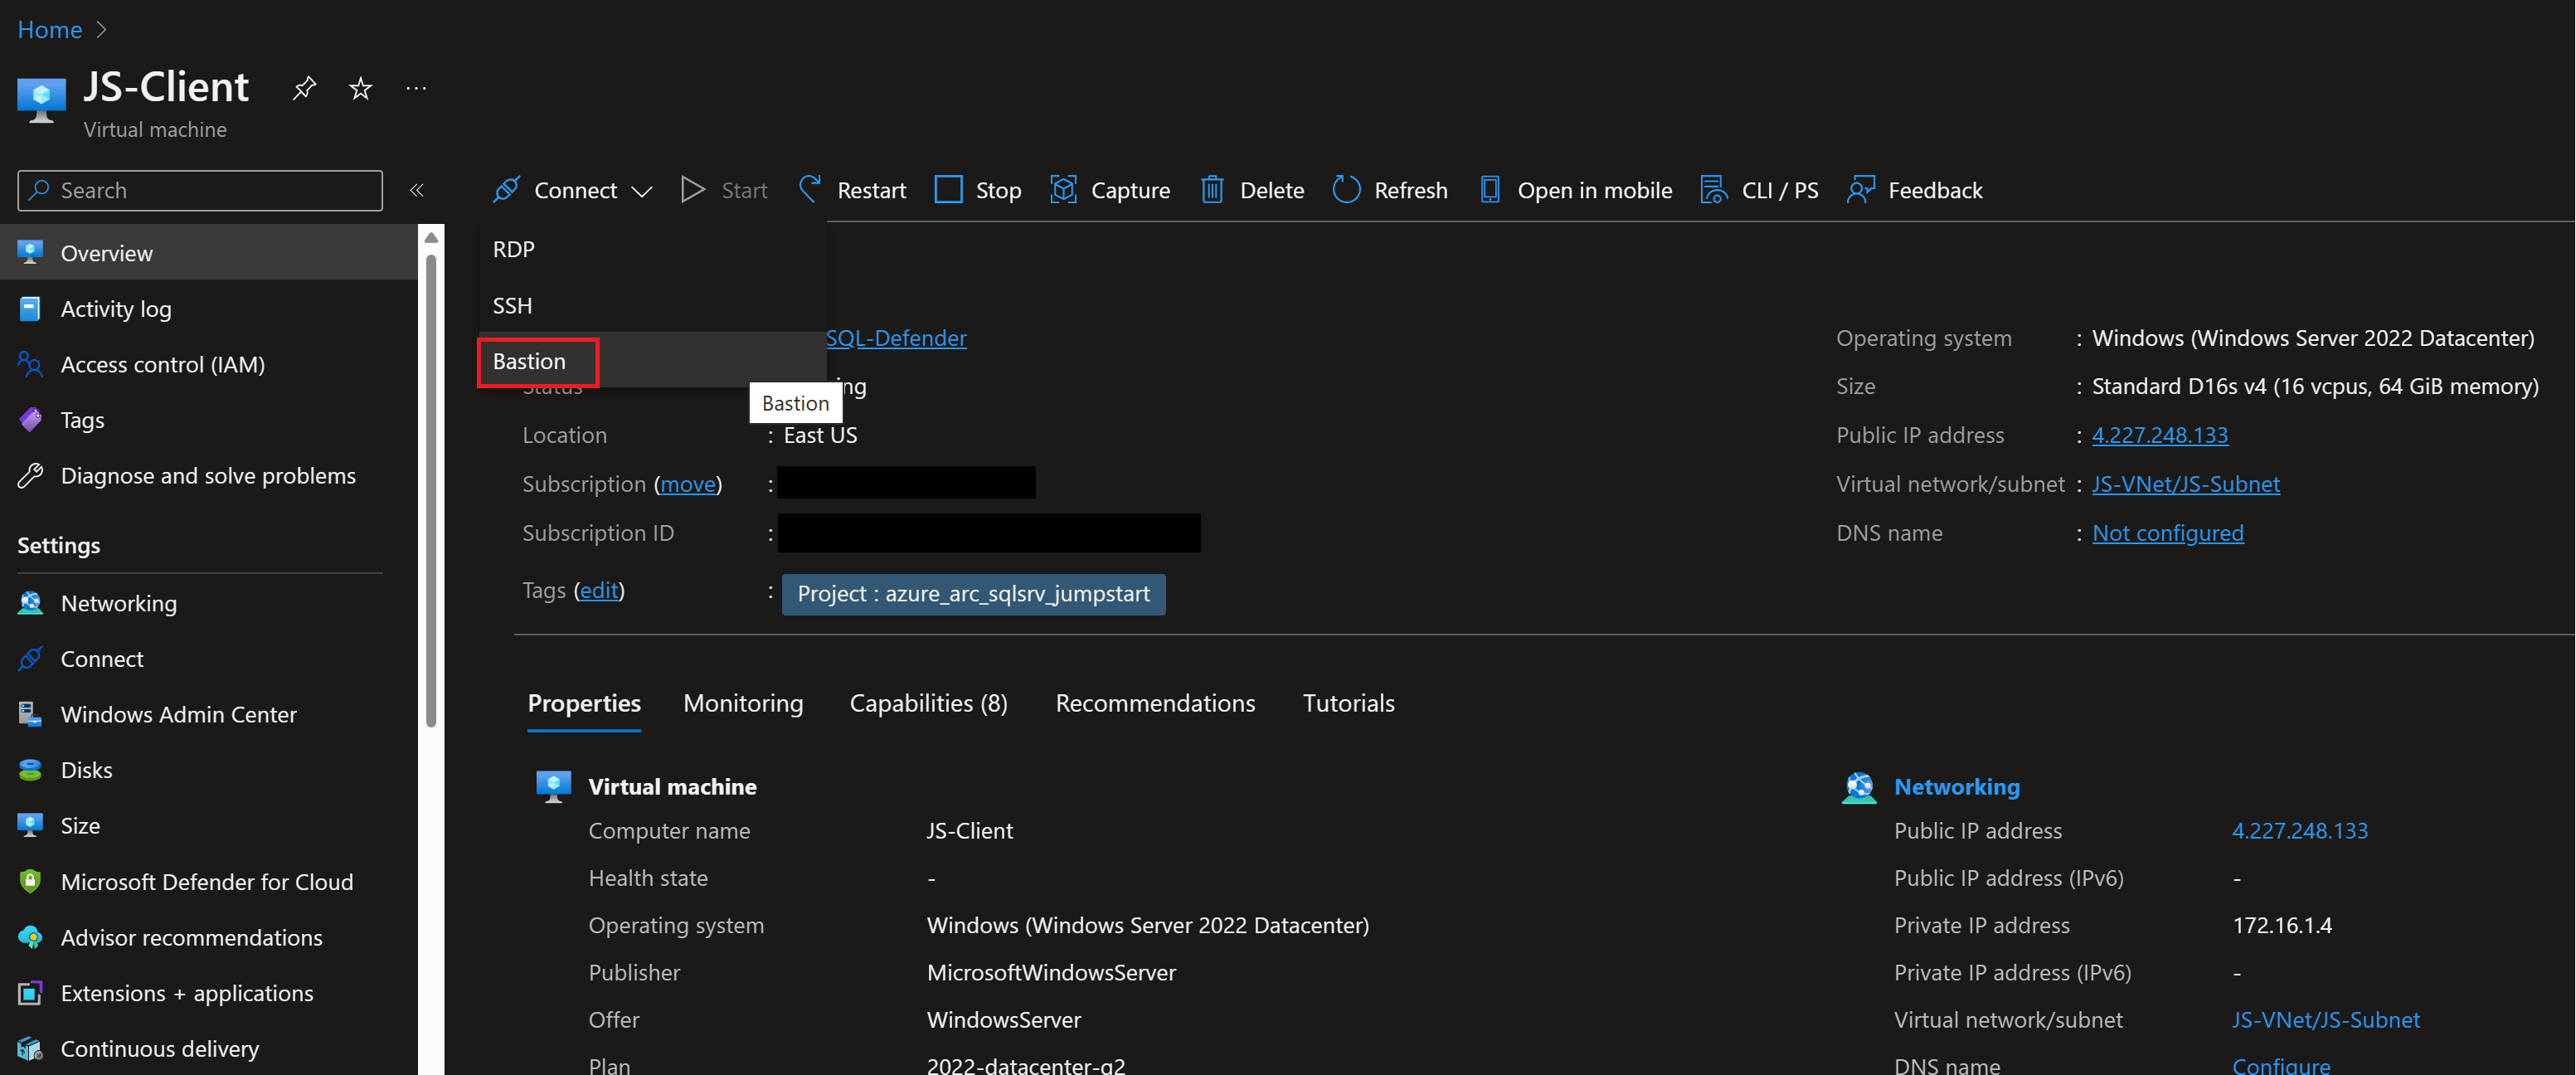 Home
JS-Client
Virtual machine
Search
Connect
Start
Restart
Stop
Capture
Delete
Refresh
Open in mobile
CLI / PS
Feedback
Overview
Activity log
Access control (IAM)
Tags
Diagnose and solve problems
Settings
Networking
Connect
Windows Admin Center
Disks
Size
Microsoft Defender for Cloud
Advisor recommendations
Extensions + applications
Continuous delivery
RDP
SSH
Bastion
Bastion
SQL-Defender
Status
Location : East US
Subscription (move) :
Subscription ID :
Tags (edit) : Project : azure_arc_sqlsrv_jumpstart
Operating system : Windows (Windows Server 2022 Datacenter)
Size : Standard D16s v4 (16 vcpus, 64 GiB memory)
Public IP address : 4.227.248.133
Virtual network/subnet : JS-VNet/JS-Subnet
DNS name : Not configured
Properties
Monitoring
Capabilities (8)
Recommendations
Tutorials
Virtual machine
Computer name JS-Client
Health state -
Operating system Windows (Windows Server 2022 Datacenter)
Publisher MicrosoftWindowsServer
Offer WindowsServer
Plan 2022-datacenter-g2
Networking
Public IP address 4.227.248.133
Public IP address (IPv6) -
Private IP address 172.16.1.4
Private IP address (IPv6) -
Virtual network/subnet JS-VNet/JS-Subnet
DNS name Configure